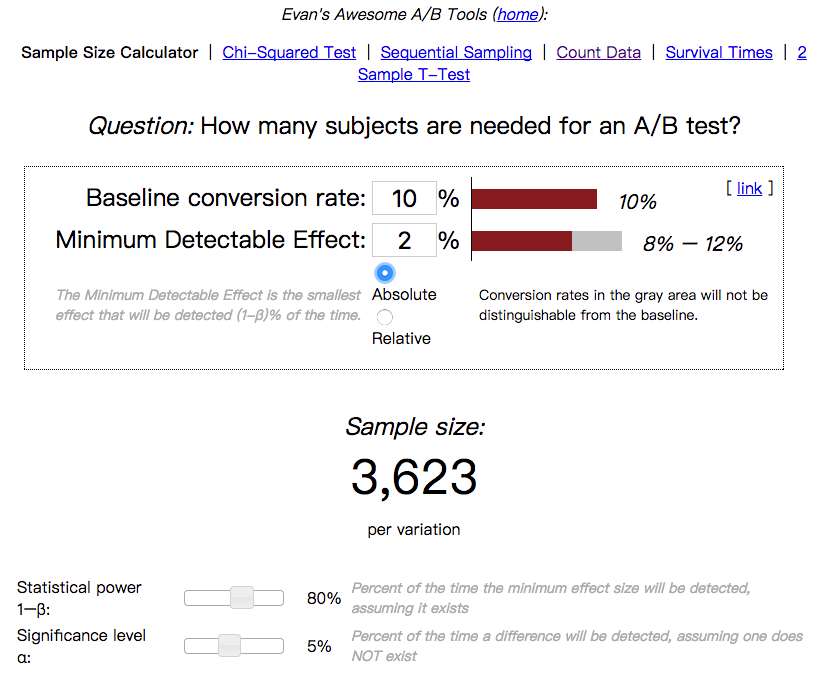 Evan's Awesome A/B Tools (home):
Sample Size Calculator | Chi-Squared Test | Sequential Sampling | Count Data | Survival Times | 2
Sample T-Test
Question: How many subjects are needed for an A/B test?
Baseline conversion rate: 10 % 10% [ link ]
Minimum Detectable Effect: 2 % 8% – 12%
The Minimum Detectable Effect is the smallest
effect that will be detected (1-β)% of the time.
Absolute
Relative
Conversion rates in the gray area will not be
distinguishable from the baseline.
Sample size:
3,623
per variation
Statistical power
1−β:
80%
Percent of the time the minimum effect size will be detected,
assuming it exists
Significance level
α:
5%
Percent of the time a difference will be detected, assuming one does
NOT exist